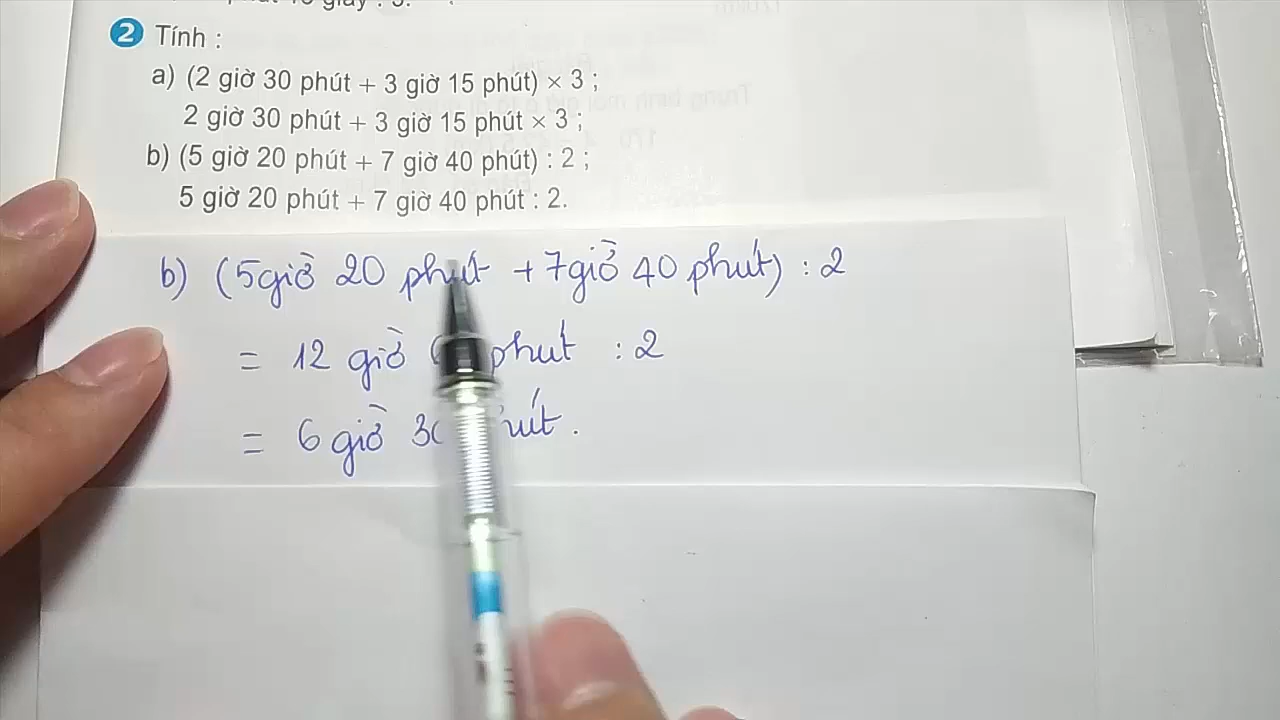 2 Tính :
a) (2 giờ 30 phút + 3 giờ 15 phút) × 3 ;
2 giờ 30 phút + 3 giờ 15 phút × 3 ;
b) (5 giờ 20 phút + 7 giờ 40 phút) : 2 ;
5 giờ 20 phút + 7 giờ 40 phút : 2.
b) (5giờ 20 phút + 7giờ 40 phút) : 2
= 12 giờ phút : 2
= 6 giờ